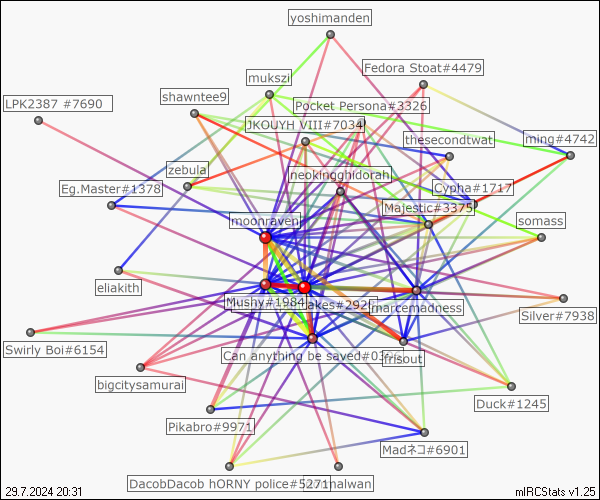 yoshimanden
Fedora Stoat#4479
mukszi
shawntee9
LPK2387 #7690
Pocket Persona#3326
JKOUYH VIII#7034
thesecondtwat
ming#4742
zebula
neokingghidorah
Eg.Master#1378
Cypha#1717
Majestic#3375
moonraven
somass
eliakith
narcemadness
Mushy#1984
akes#292
Silver#7938
Can anything be saved#03
frisout
Swirly Boi#6154
bigcitysamurai
Duck#1245
Pikabro#9971
Madネコ#6901
DacobDacob hORNY police#5271
nalwan
29.7.2024 20:31
mIRCStats v1.25